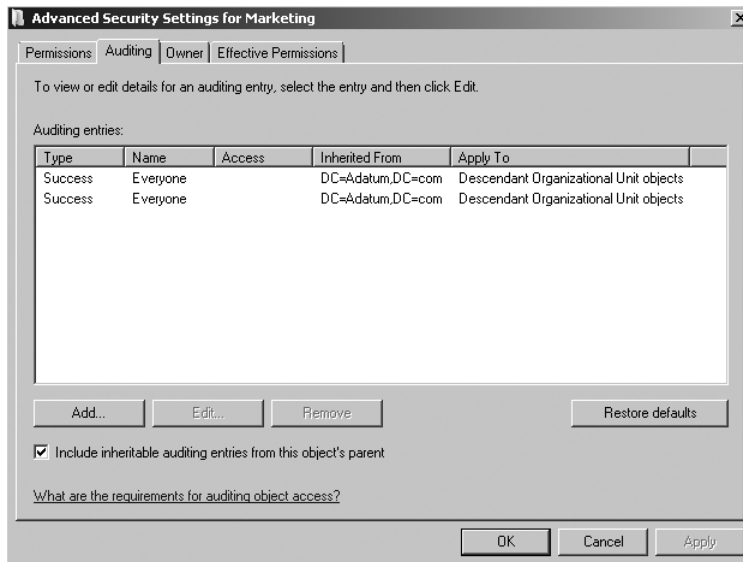 Advanced Security Settings for Marketing
Permissions Auditing Owner Effective Permissions
To view or edit details for an auditing entry, select the entry and then click Edit.
Auditing entries:
Type Name Access Inherited From Apply To
Success Everyone DC=Adatum,DC=com Descendant Organizational Unit objects
Success Everyone DC=Adatum,DC=com Descendant Organizational Unit objects
Add... Edit... Remove Restore defaults
Include inheritable auditing entries from this object's parent
What are the requirements for auditing object access?
OK Cancel Apply